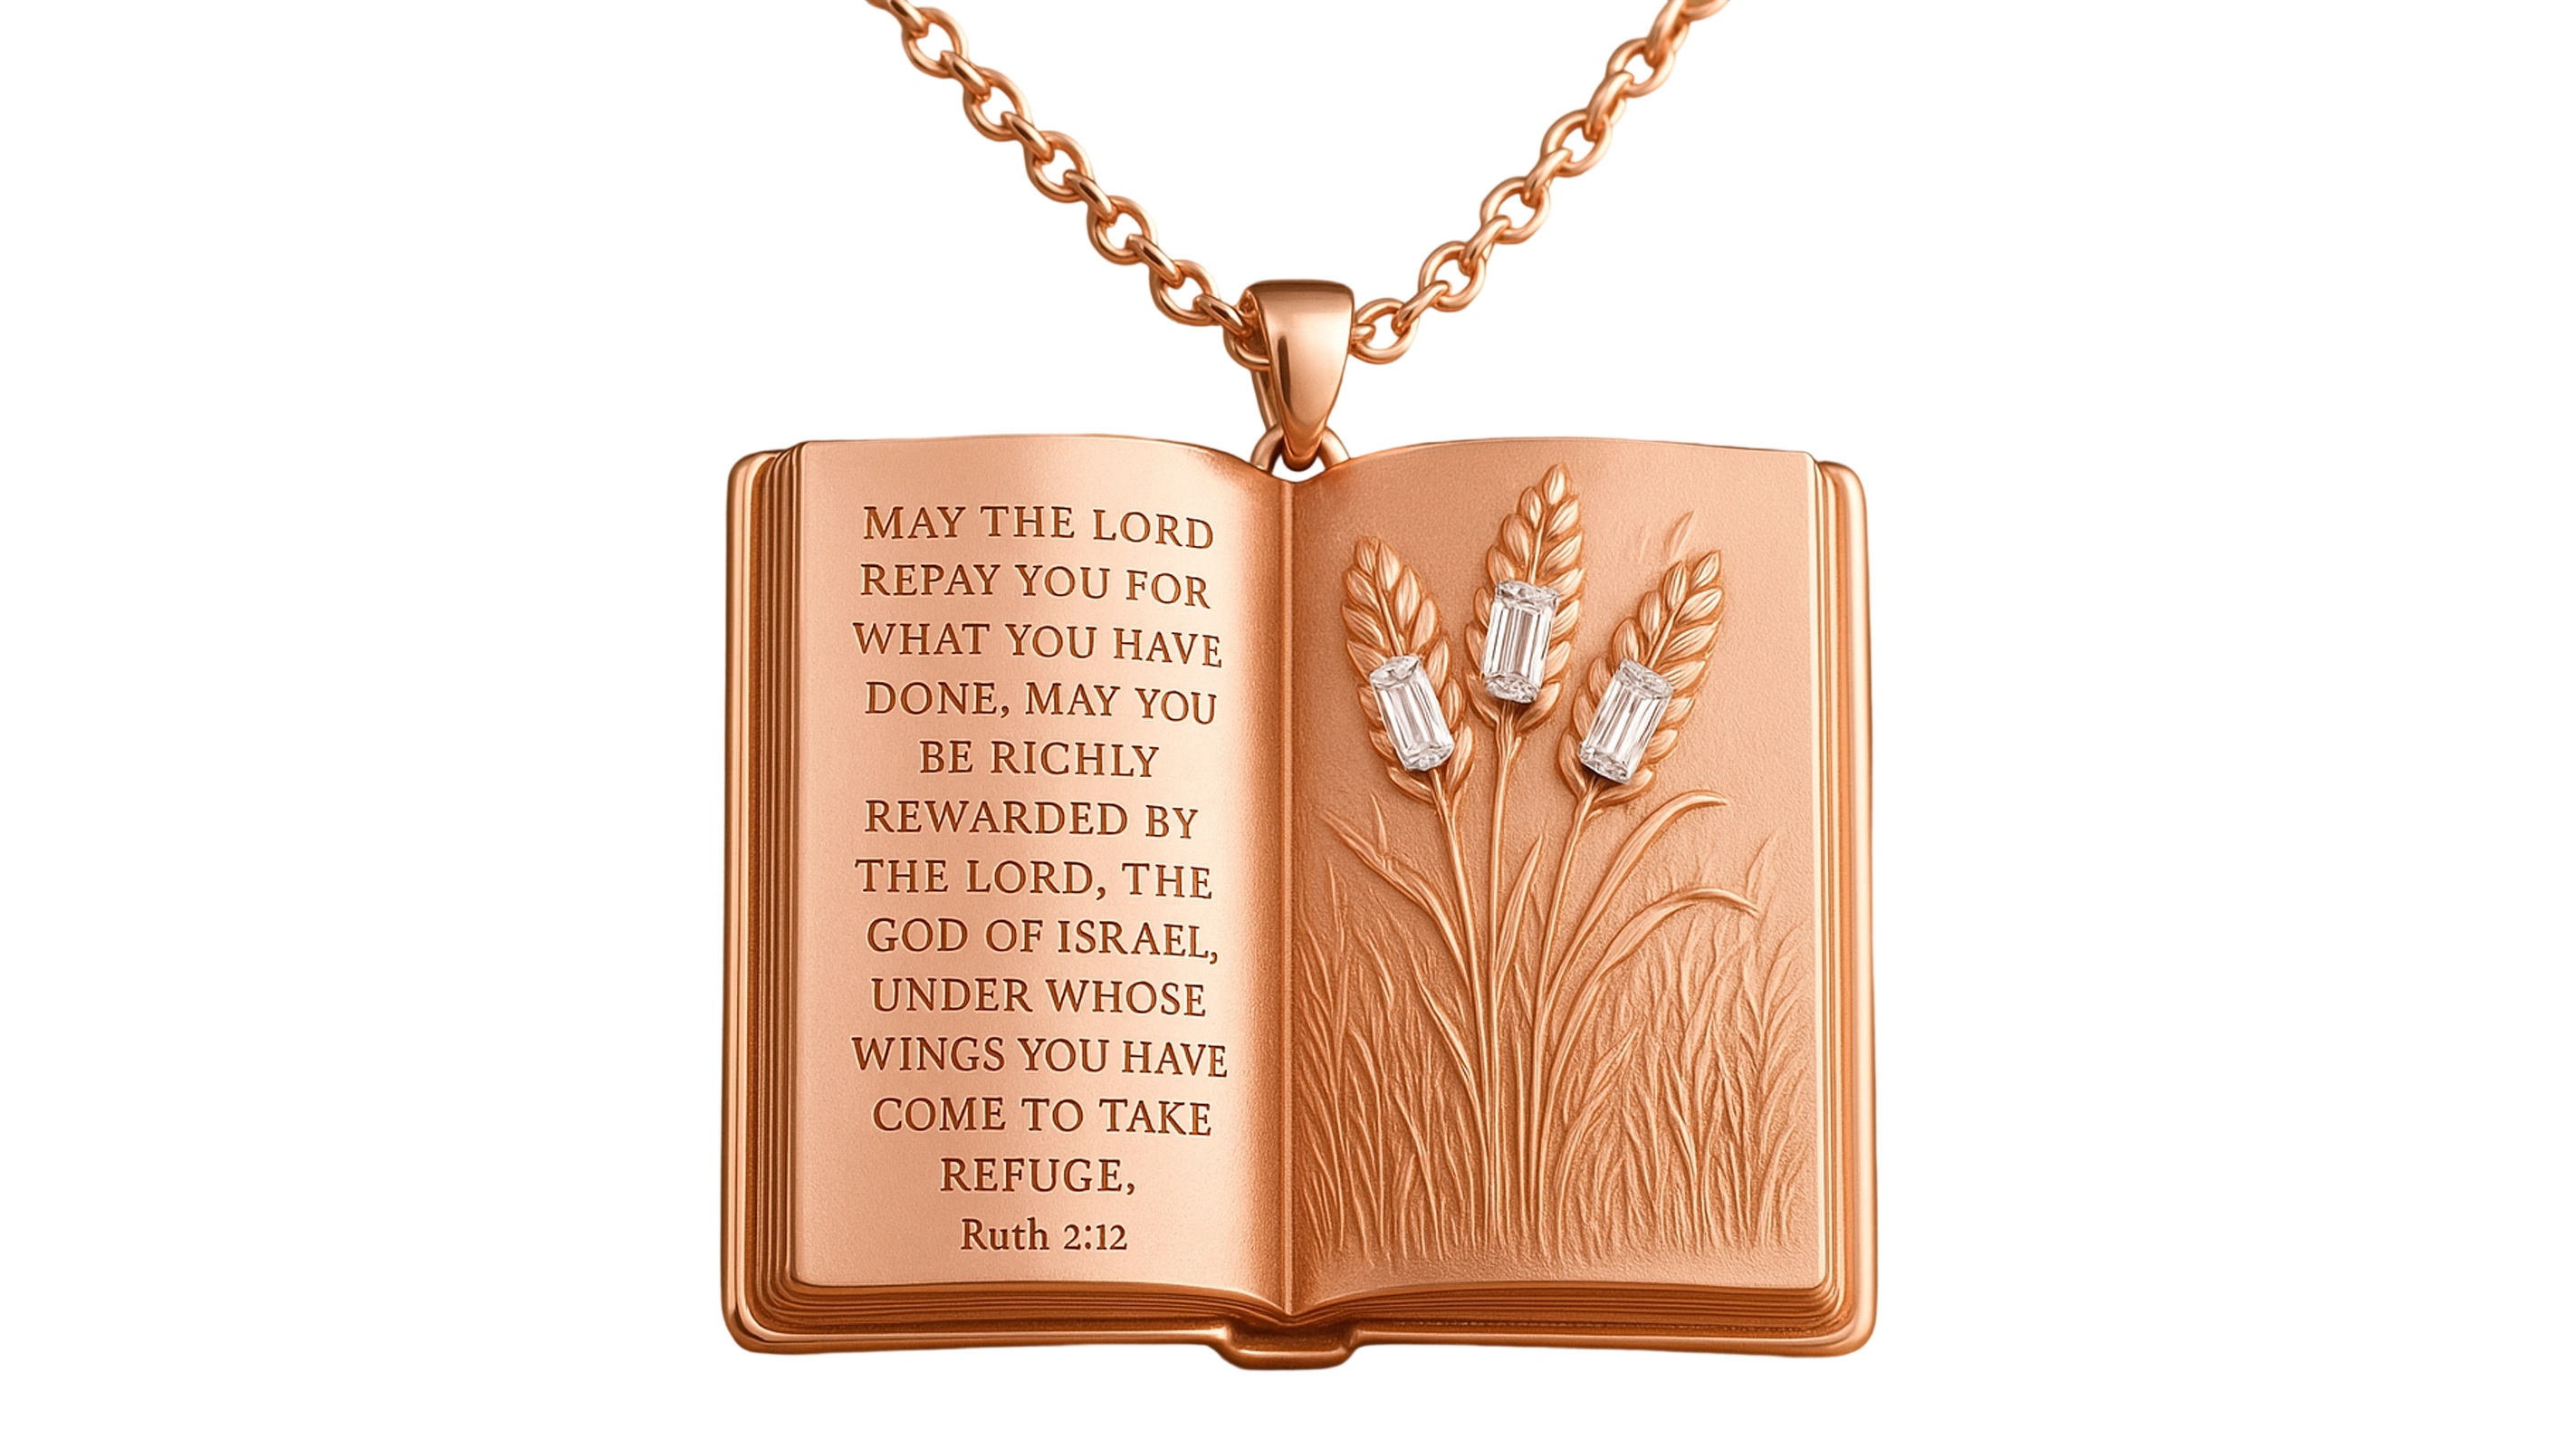 MAY THE LORD
REPAY YOU FOR
WHAT YOU HAVE
DONE, MAY YOU
BE RICHLY
REWARDED BY
THE LORD, THE
GOD OF ISRAEL,
UNDER WHOSE
WINGS YOU HAVE
COME TO TAKE
REFUGE,
Ruth 2:12